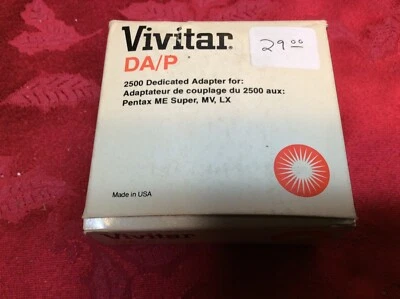 Vivitar®
29.00
DA/P
2500 Dedicated Adapter for:
Adaptateur de couplage du 2500 aux:
Pentax ME Super, MV, LX
Made in USA
Vivitar